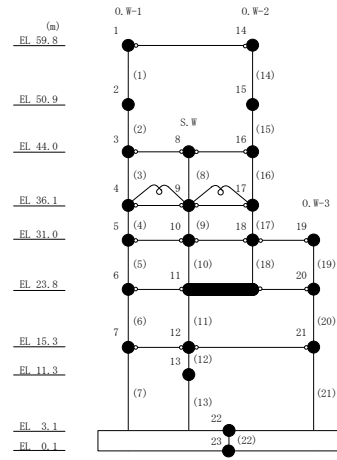 O.W-1 O.W-2
(m)
EL 59.8 1 14
(1) (14)
EL 50.9 2 15
(2) S.W (15)
EL 44.0 3 8 16
(3) (8) (16)
EL 36.1 4 9 17 O.W-3
EL 31.0 5 (4) 10 (9) 18 (17) 19
(5) (10) (18) (19)
EL 23.8 6 11 20
(6) (11) (20)
EL 15.3 7 12 21
EL 11.3 13 (12)
(7) (13) (21)
EL 3.1 22
EL 0.1 23 (22)